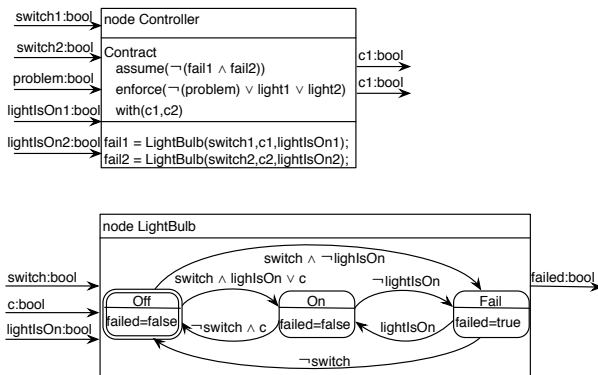 switch1:bool
node Controller
switch2:bool
Contract
c1:bool
assume(¬(fail1 ∧ fail2))
problem:bool
c1:bool
enforce(¬(problem) ∨ light1 ∨ light2)
lightIsOn1:bool
with(c1,c2)
lightIsOn2:bool
fail1 = LightBulb(switch1,c1,lightIsOn1);
fail2 = LightBulb(switch2,c2,lightIsOn2);
node LightBulb
switch ∧ ¬lighIsOn
switch:bool
switch ∧ lighIsOn ∨ c
¬lightIsOn
failed:bool
Off
On
Fail
c:bool
failed=false
failed=false
failed=true
lightIsOn:bool
¬switch ∧ c
lightIsOn
¬switch